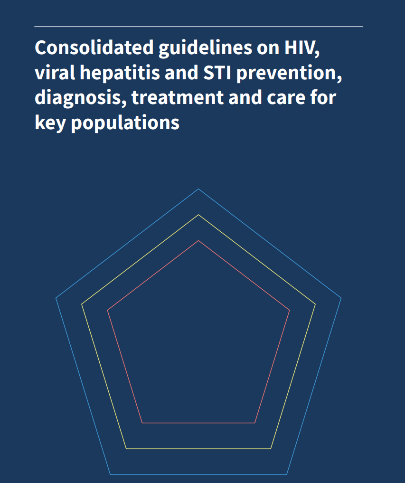 Consolidated guidelines on HIV,
viral hepatitis and STI prevention,
diagnosis, treatment and care for
key populations